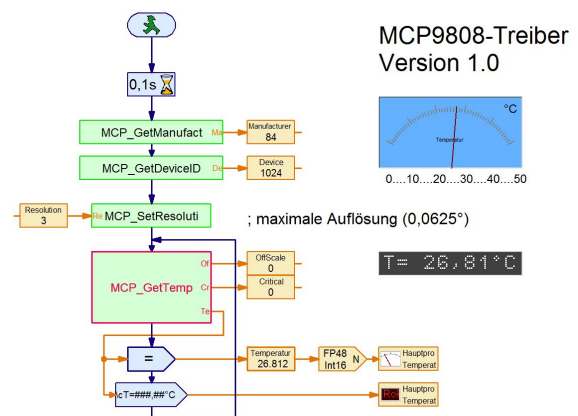 MCP9808-Treiber
Version 1.0
0,1s
MCP_GetManufact
Ma
Manufacturer
84
MCP_GetDeviceID
De
Device
1024
Resolution
3
Re
MCP_SetResoluti
; maximale Auflösung (0,0625°)
°C
Temperatur
0....10....20....30....40....50
MCP_GetTemp
Of
Cr
Te
OffScale
0
Critical
0
T= 26,81°C
=
Temperatur
26.812
FP48
Int16
N
Hauptpro
Temperat
\cT=###,##°C
Hauptpro
Temperat